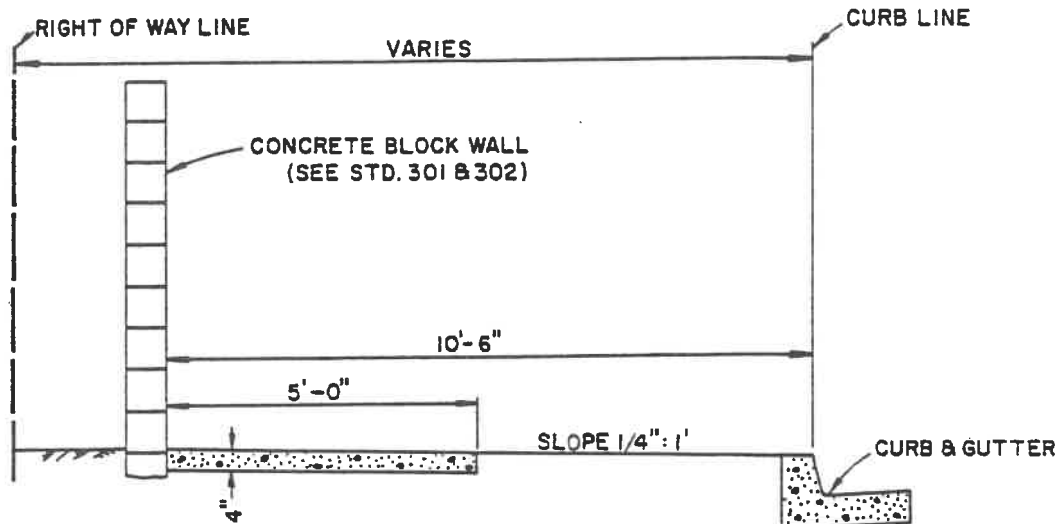 RIGHT OF WAY LINE
CURB LINE
VARIES
CONCRETE BLOCK WALL
(SEE STD. 301 & 302)
10'-6"
5'-0"
SLOPE 1/4":1'
CURB & GUTTER
4"